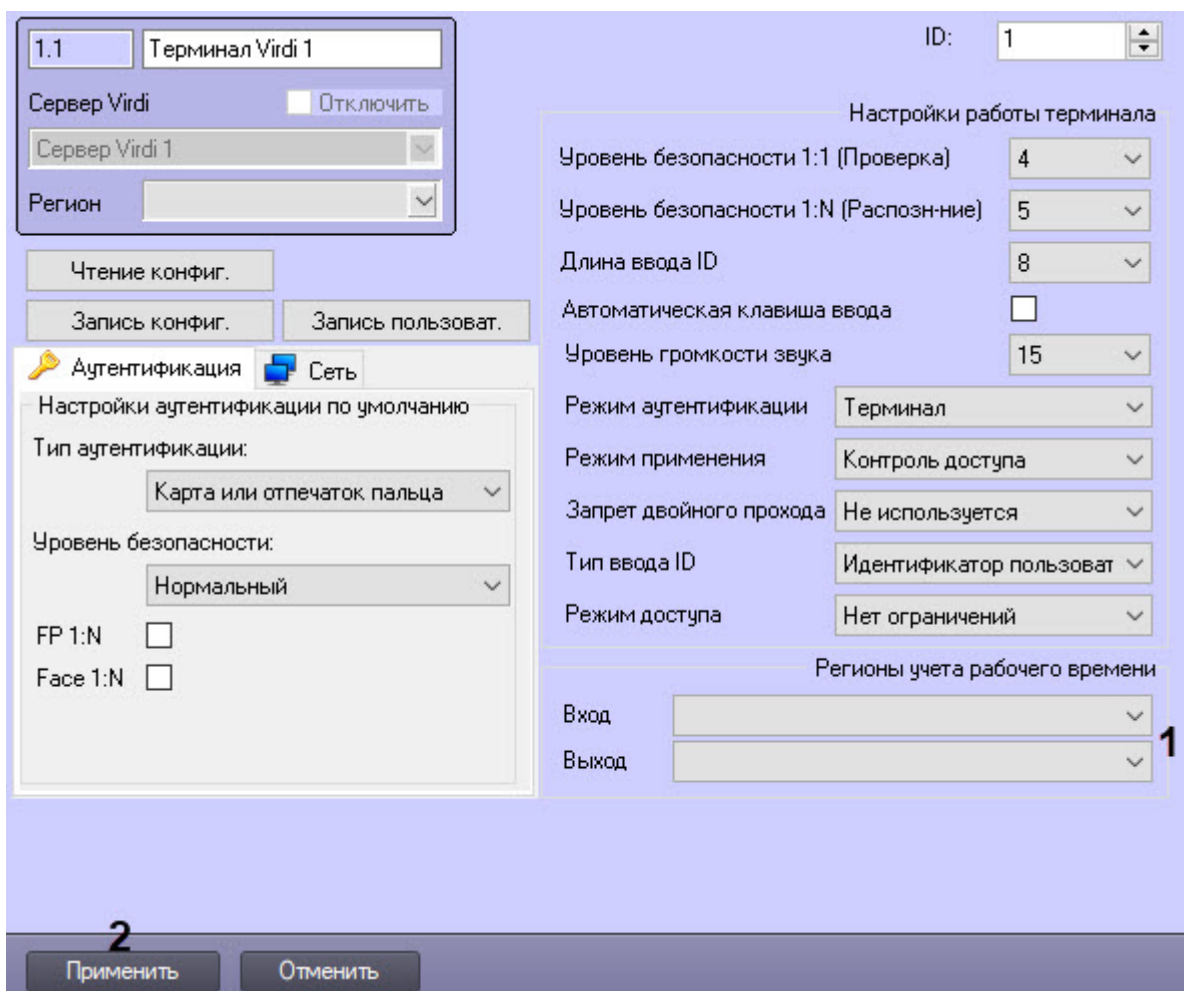 1.1 Терминал Virdi 1
Сервер Virdi Отключить
Сервер Virdi 1
Регион
Чтение конфиг.
Запись конфиг. Запись пользоват.
Аутентификация Сеть
Настройки аутентификации по умолчанию
Тип аутентификации:
Карта или отпечаток пальца
Уровень безопасности:
Нормальный
FP 1:N
Face 1:N
ID: 1
Настройки работы терминала
Уровень безопасности 1:1 (Проверка) 4
Уровень безопасности 1:N (Распозн-ние) 5
Длина ввода ID 8
Автоматическая клавиша ввода
Уровень громкости звука 15
Режим аутентификации Терминал
Режим применения Контроль доступа
Запрет двойного прохода Не используется
Тип ввода ID Идентификатор пользоват
Режим доступа Нет ограничений
Регионы учета рабочего времени
Вход
1
Выход
2
Применить Отменить